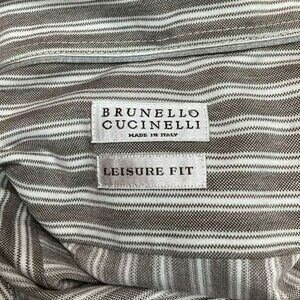 BRUNELLO
CUCINELLI
MADE IN ITALY
LEISURE FIT